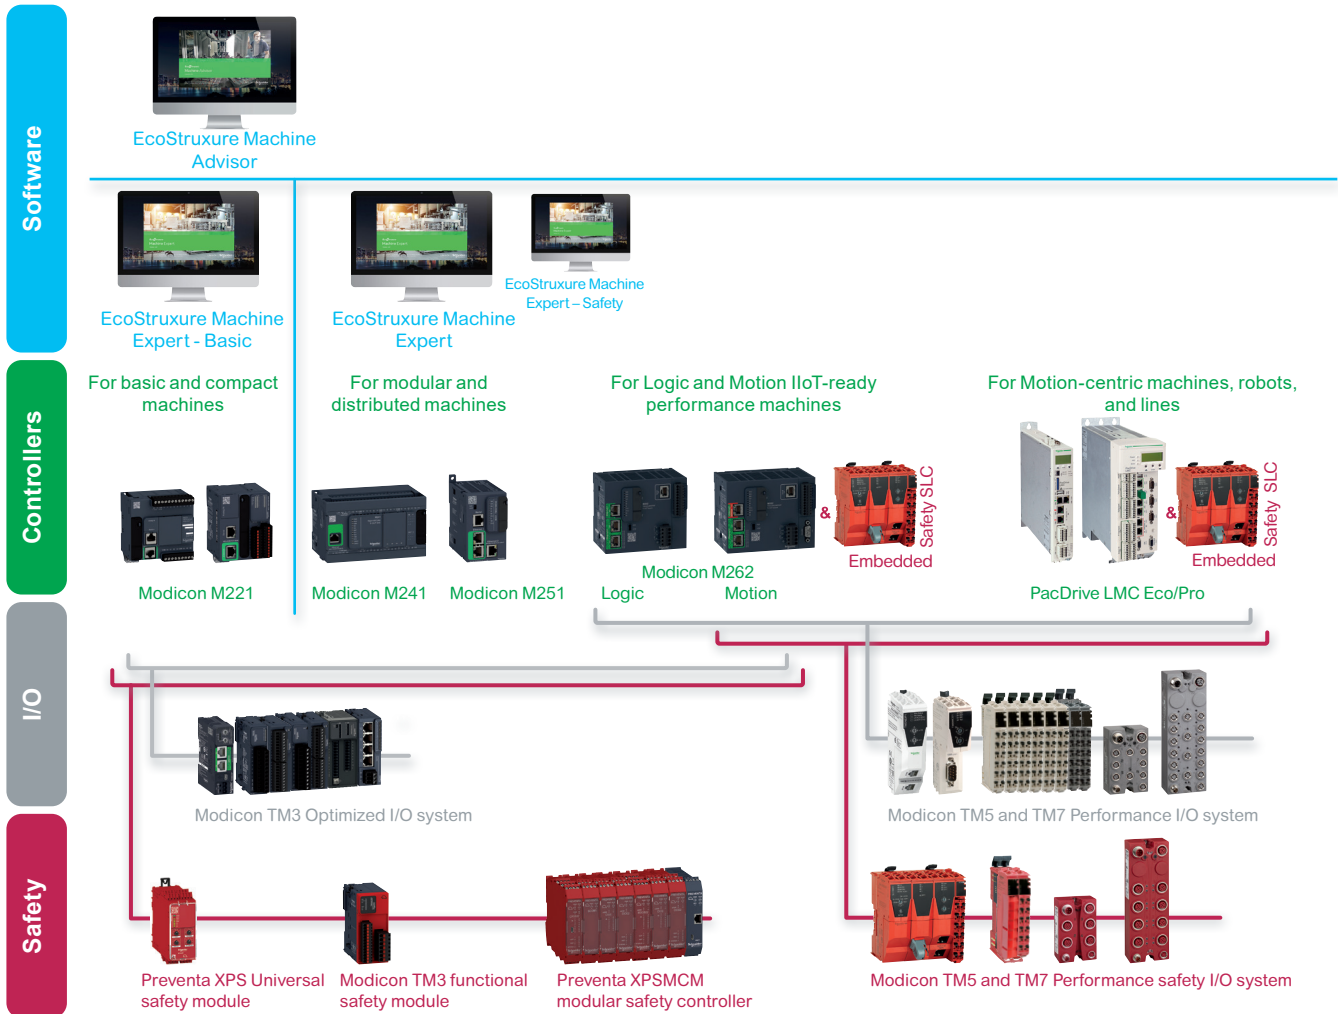 Software
EcoStruxure Machine
Advisor
EcoStruxure Machine
Expert - Basic
EcoStruxure Machine
Expert
EcoStruxure Machine
Expert – Safety
Controllers
For basic and compact
machines
For modular and
distributed machines
For Logic and Motion IIoT-ready
performance machines
For Motion-centric machines, robots,
and lines
&
Safety SLC
Embedded
&
Safety SLC
Embedded
Modicon M221
Modicon M241
Modicon M251
Modicon M262
Logic
Motion
PacDrive LMC Eco/Pro
I/O
Modicon TM3 Optimized I/O system
Modicon TM5 and TM7 Performance I/O system
Safety
Preventa XPS Universal
safety module
Modicon TM3 functional
safety module
Preventa XPSMCM
modular safety controller
Modicon TM5 and TM7 Performance safety I/O system